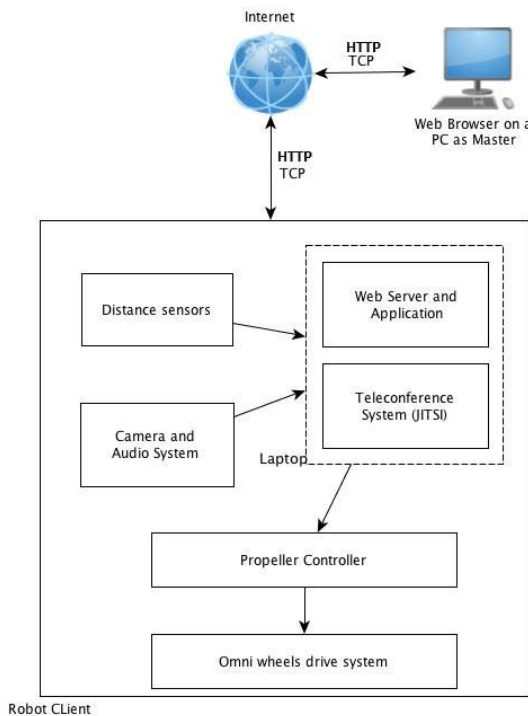 Internet
HTTP
TCP
Web Browser on a
PC as Master
HTTP
TCP
Distance sensors
Web Server and
Application
Camera and
Audio System
Teleconference
System (JITSI)
Laptop
Propeller Controller
Omni wheels drive system
Robot CLient